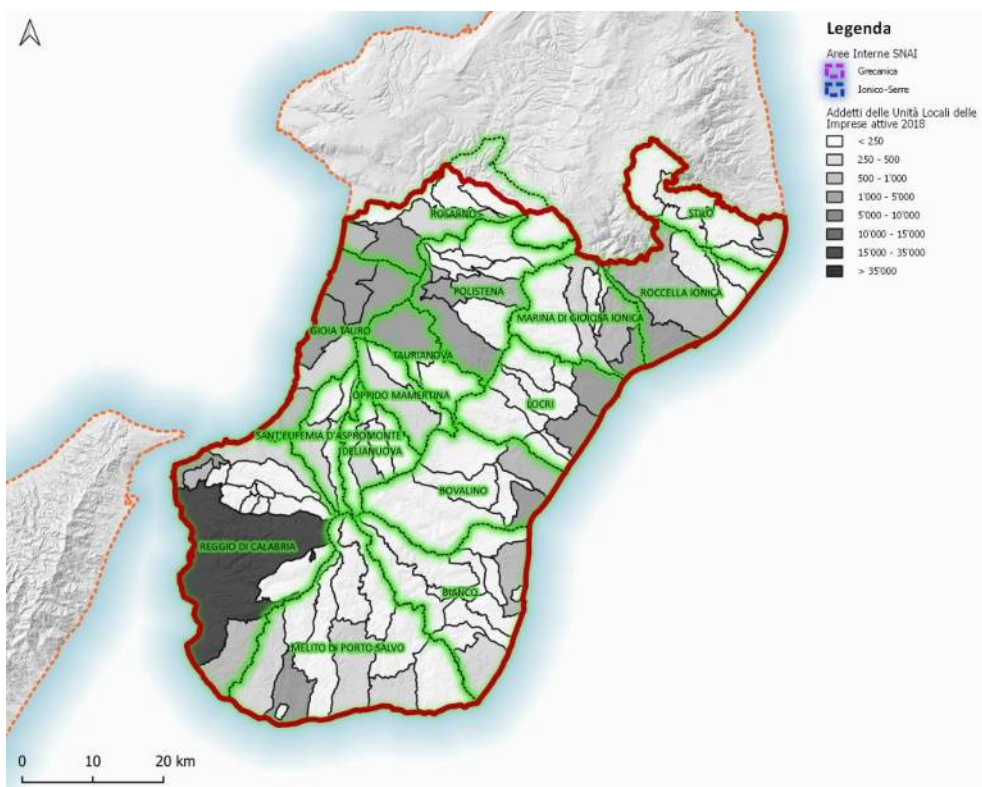 Legenda
Aree Interne SNAI
Grecanica
Ionico-Serre
Addetti delle Unità Locali delle
Imprese attive 2018
< 250
250 - 500
500 - 1'000
1'000 - 5'000
5'000 - 10'000
10'000 - 15'000
15'000 - 35'000
> 35'000
ROSARNO
STILO
POLISTENA
ROCCELLA IONICA
MARINA DI GIOIOSA IONICA
GIOIA TAURO
TAURIANOVA
OPPIDO MAMERTINA
LOCRI
SANT'EUFEMIA D'ASPROMONTE
DELIANUOVA
BOVALINO
REGGIO DI CALABRIA
BIANCO
MELITO DI PORTO SALVO
0 10 20 km